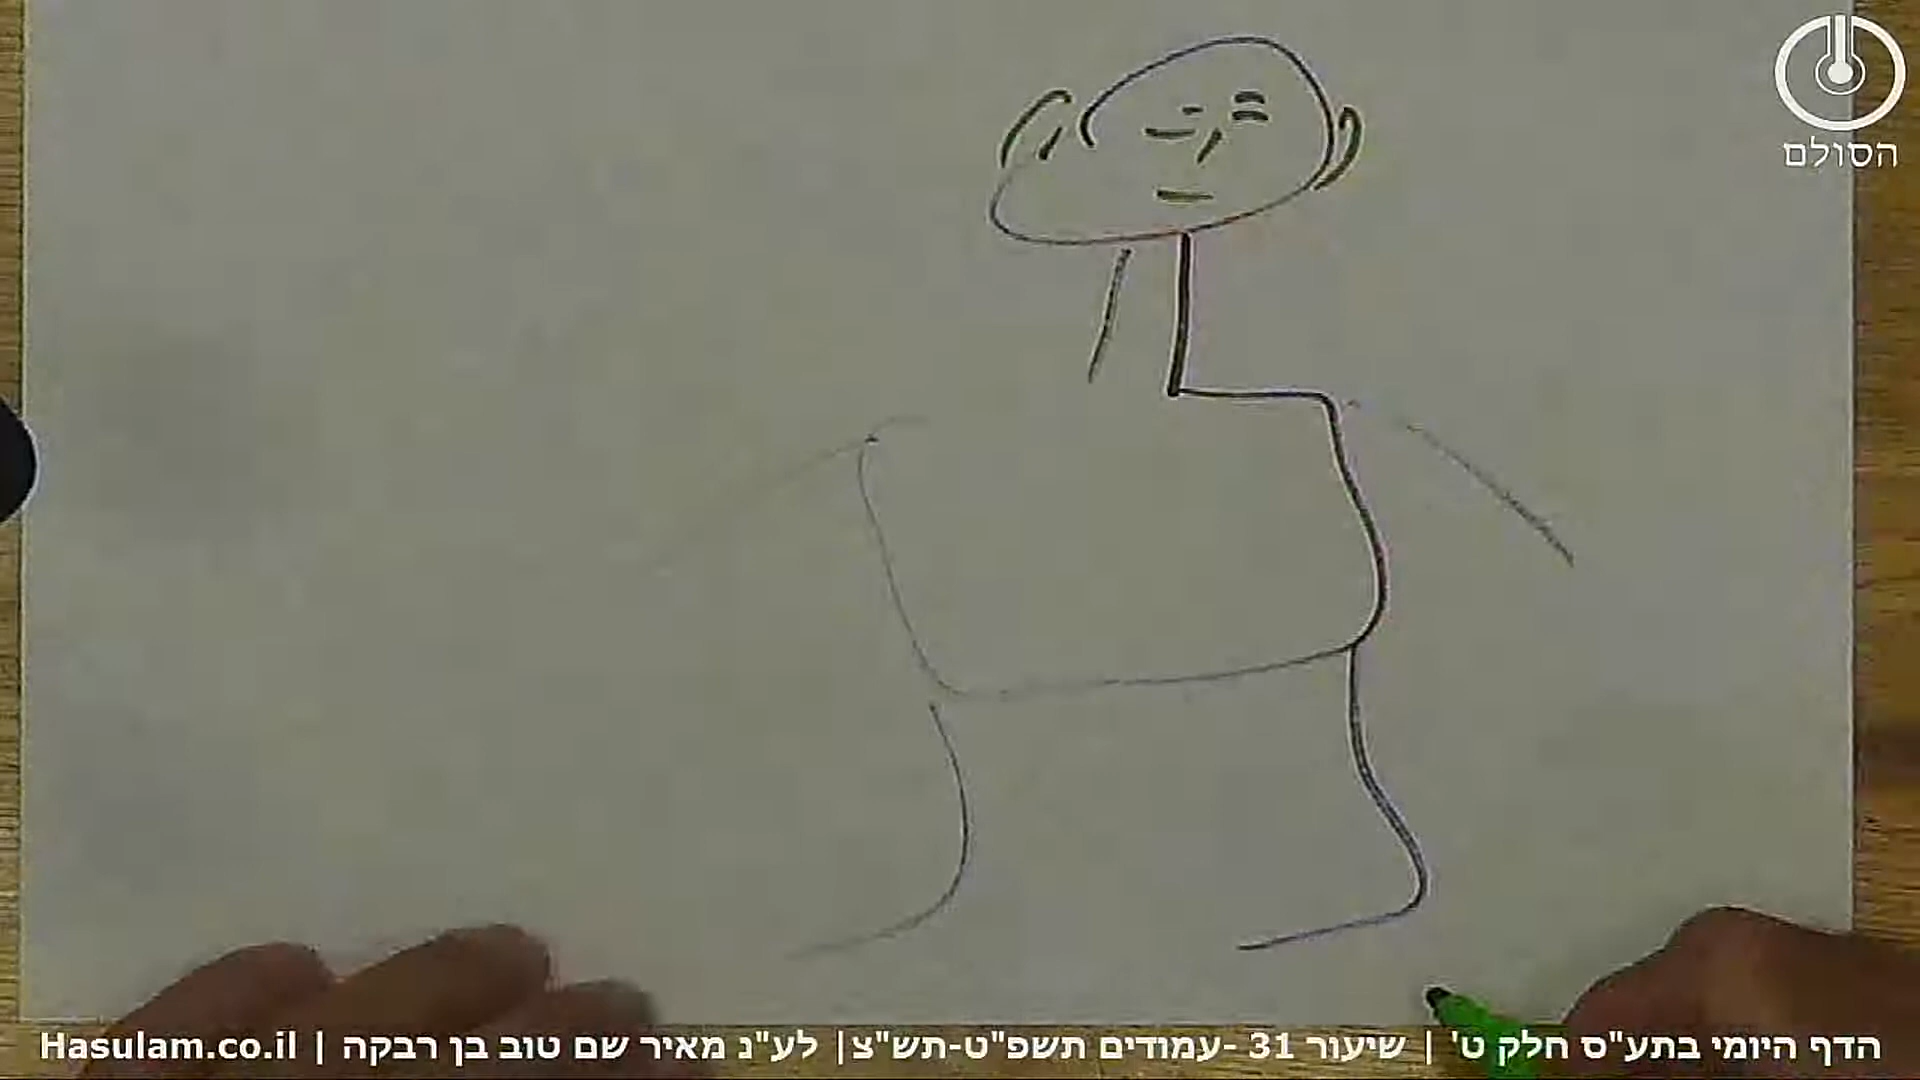 הסולם
הדף היומי בתע"ס חלק ט' | שיעור 31 -עמודים תשפ"ט-תש"צ| לע"נ מאיר שם טוב בן רבקה | Hasulam.co.il